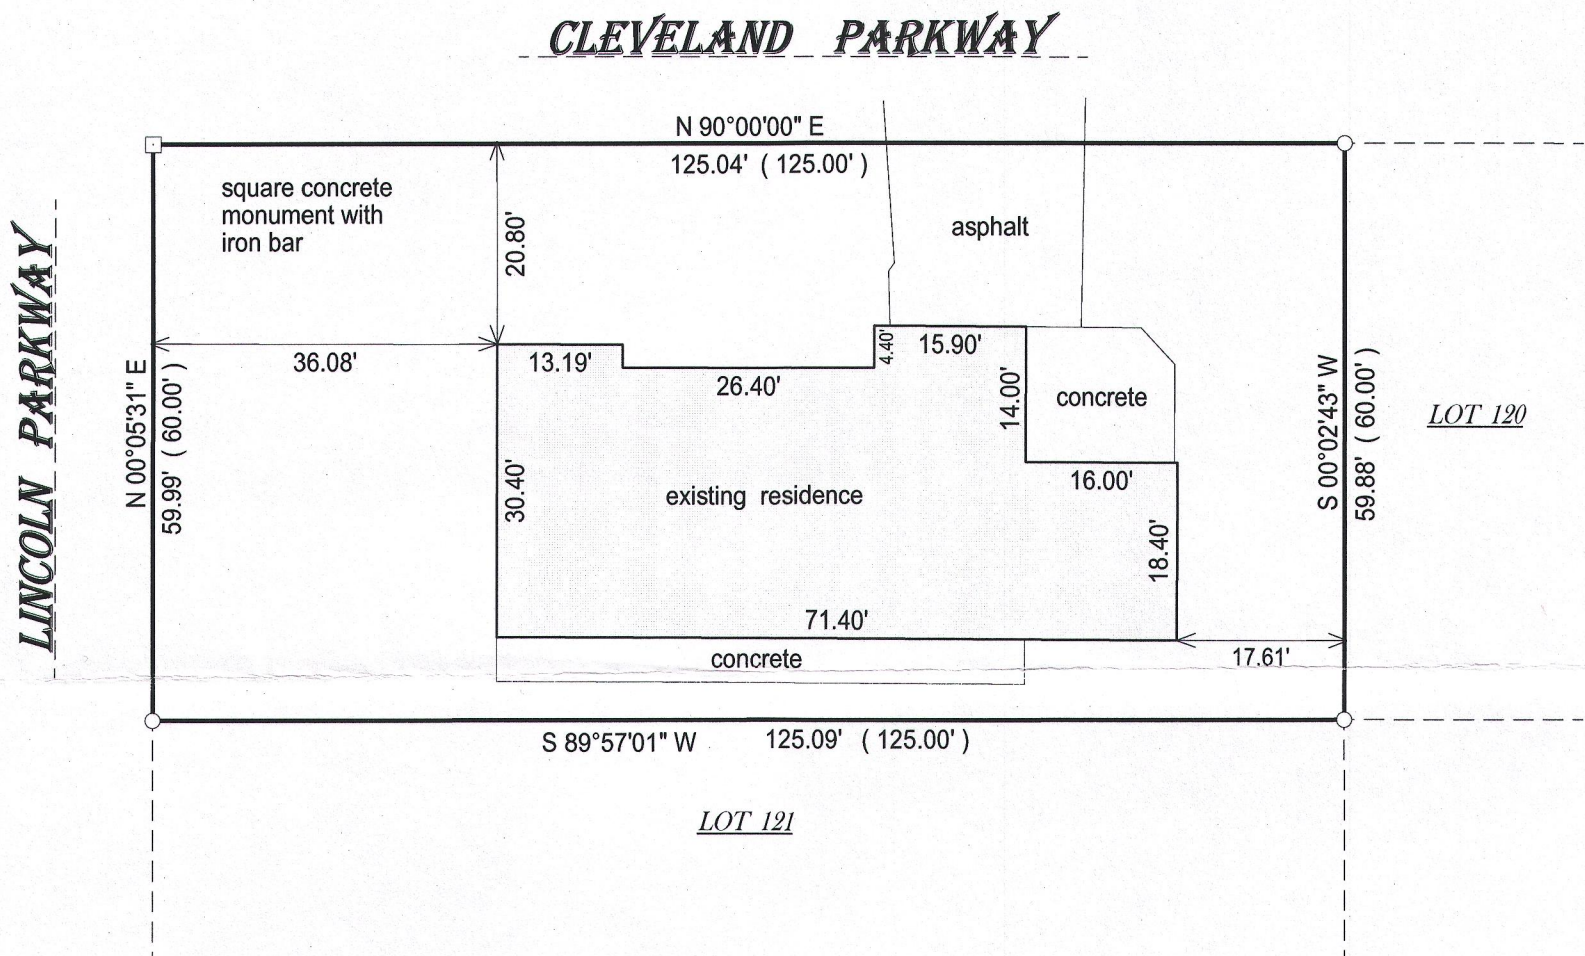 CLEVELAND PARKWAY
N 90°00'00" E
125.04' ( 125.00' )
square concrete
monument with
iron bar
20.80'
asphalt
LINCOLN PARKWAY
36.08'
13.19'
26.40'
4.40'
15.90'
14.00'
concrete
N 00°05'31" E
59.99' ( 60.00' )
S 00°02'43" W
59.88' ( 60.00' )
LOT 120
30.40'
existing residence
16.00'
18.40'
71.40'
concrete
17.61'
S 89°57'01" W 125.09' ( 125.00' )
LOT 121